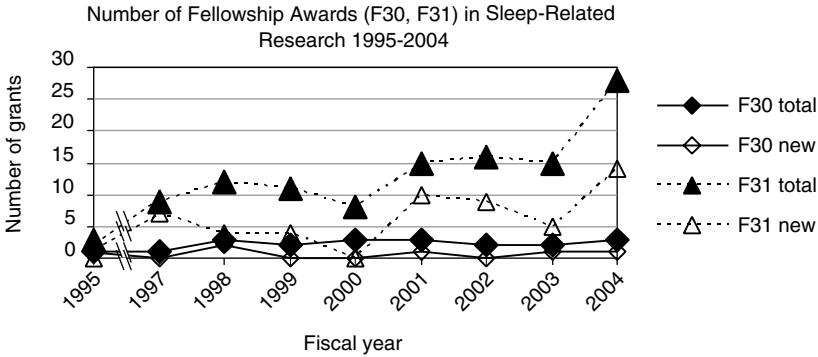 Number of Fellowship Awards (F30, F31) in Sleep-Related
Research 1995-2004
Number of grants
30
25
20
15
10
5
0
1995
1997
1998
1999
2000
2001
2002
2003
2004
Fiscal year
F30 total
F30 new
F31 total
F31 new